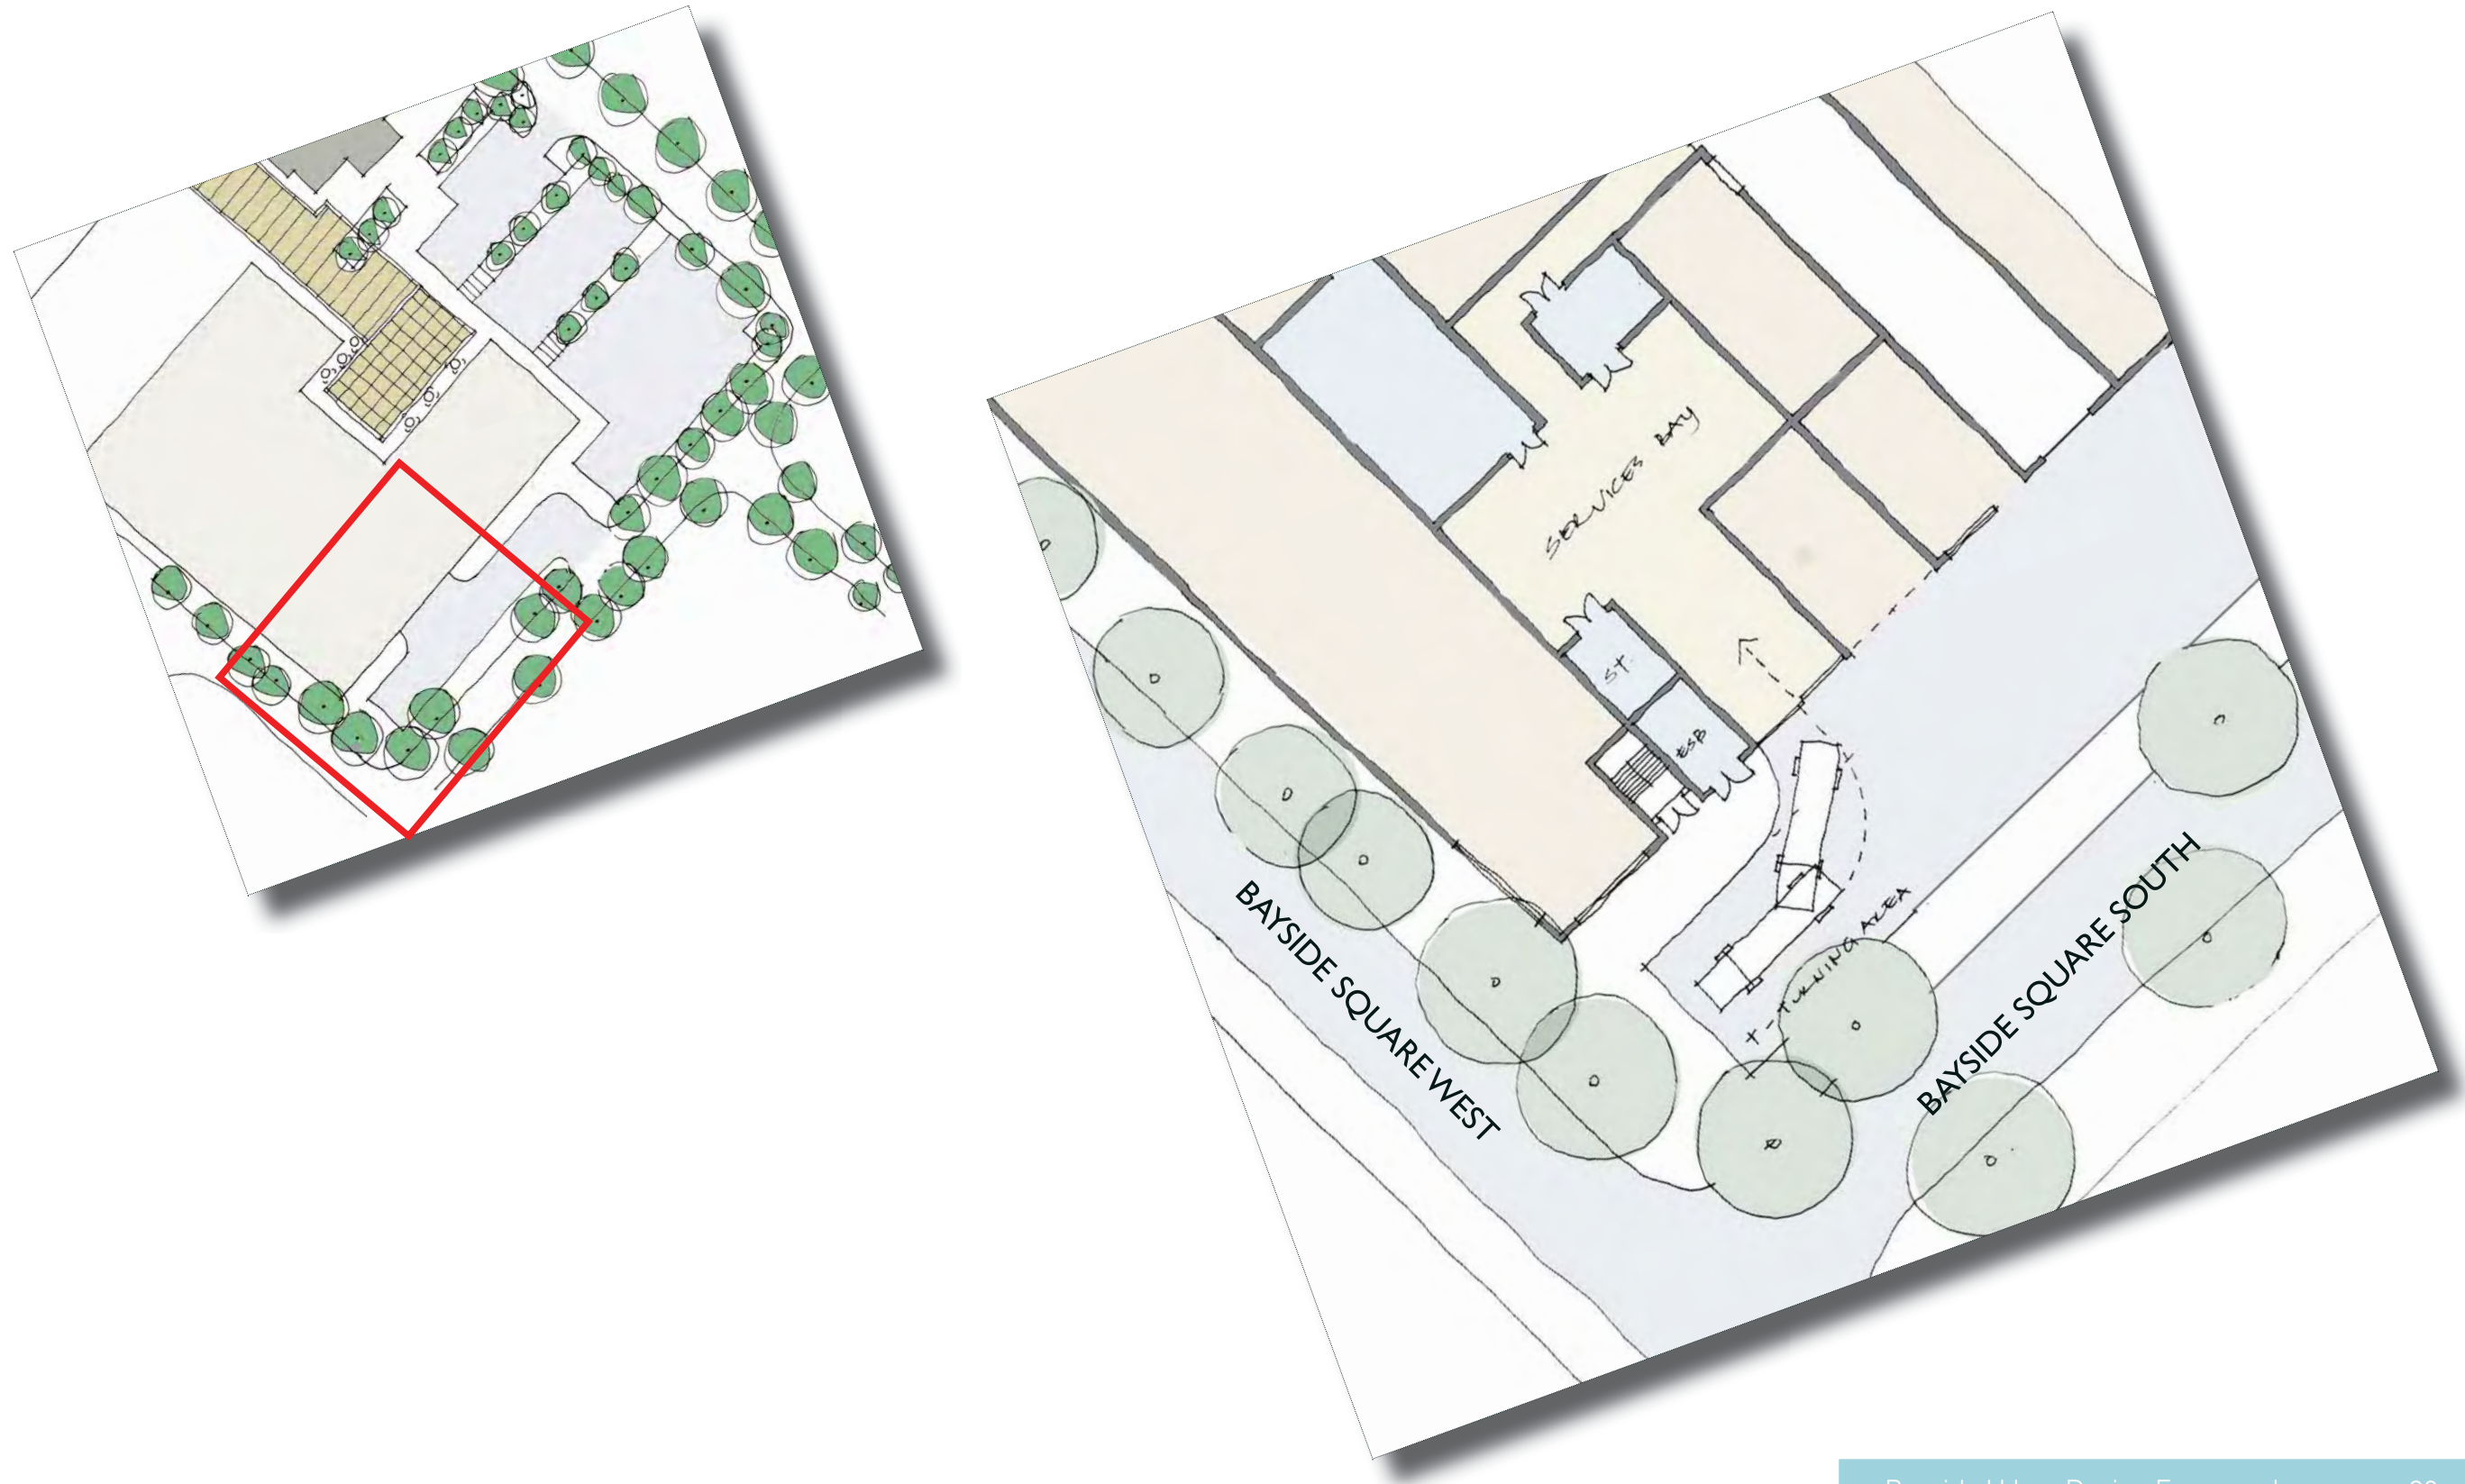 SERVICES BAY
ST.
ESB
TURNING AREA
BAYSIDE SQUARE WEST
BAYSIDE SQUARE SOUTH